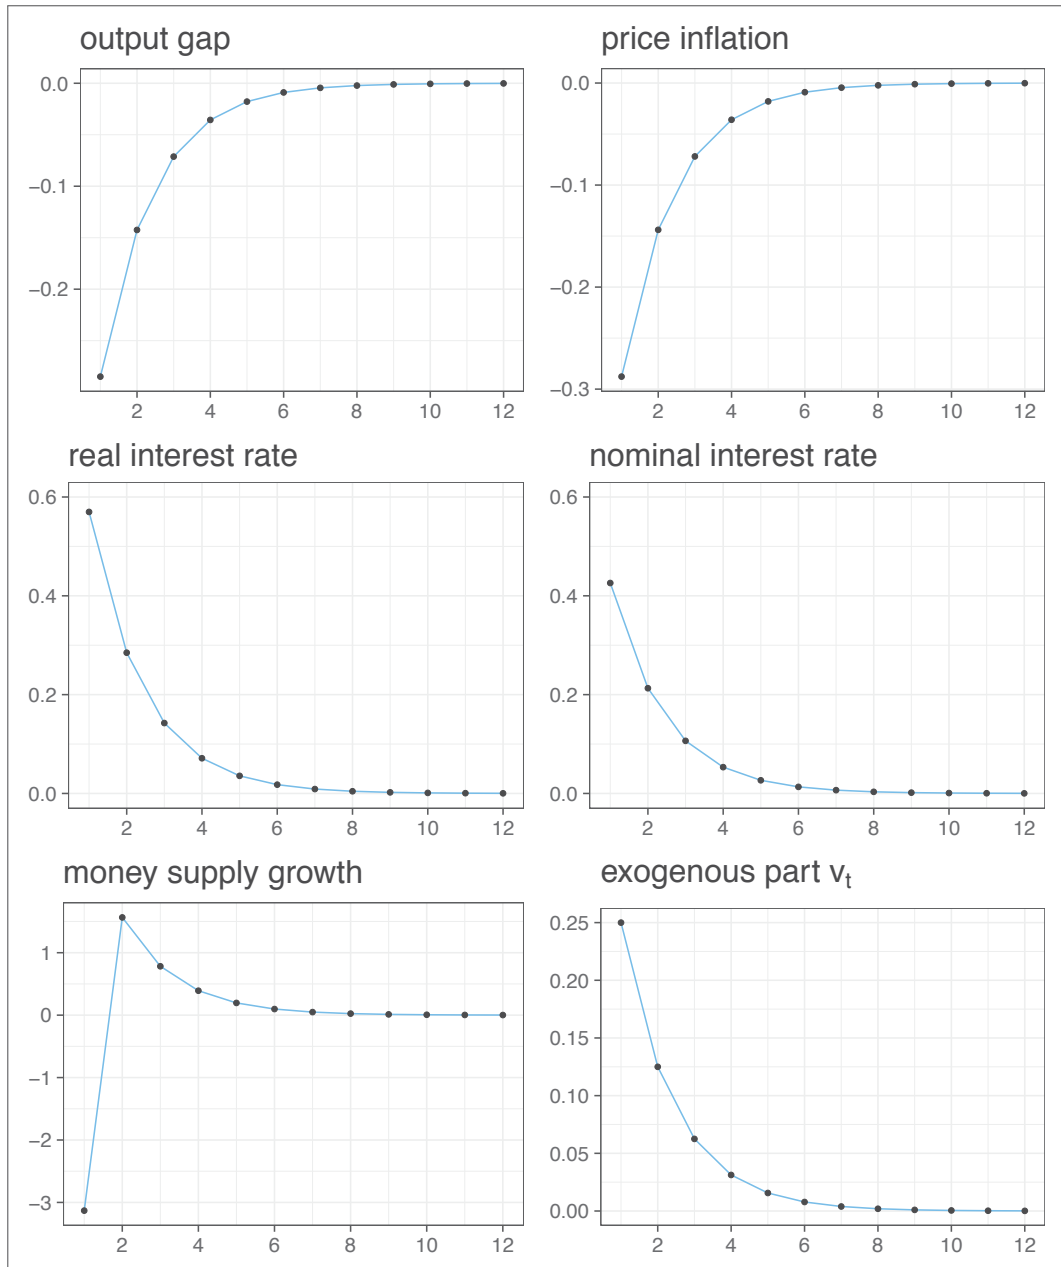 output gap
0.0
−0.1
−0.2
2 4 6 8 10 12
price inflation
0.0
−0.1
−0.2
−0.3
2 4 6 8 10 12
real interest rate
0.6
0.4
0.2
0.0
2 4 6 8 10 12
nominal interest rate
0.6
0.4
0.2
0.0
2 4 6 8 10 12
money supply growth
1
0
−1
−2
−3
2 4 6 8 10 12
exogenous part vₜ
0.25
0.20
0.15
0.10
0.05
0.00
2 4 6 8 10 12